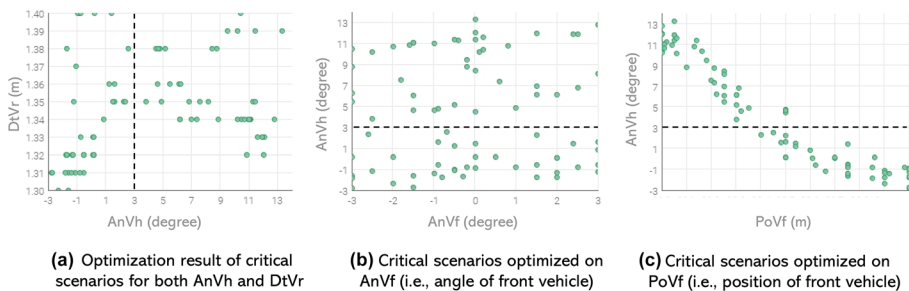 1.40
1.39
1.38
1.37
1.36
1.35
1.34
1.33
1.32
1.31
1.30
DtVr (m)
-3 -1 1 3 5 7 9 11 13
AnVh (degree)
13
11
9
7
5
3
1
-1
-3
AnVh (degree)
-3 -2 -1 0 1 2 3
AnVf (degree)
13
11
9
7
5
3
1
-1
-3
AnVh (degree)
PoVf (m)
(a) Optimization result of critical
scenarios for both AnVh and DtVr
(b) Critical scenarios optimized on
AnVf (i.e., angle of front vehicle)
(c) Critical scenarios optimized on
PoVf (i.e., position of front vehicle)